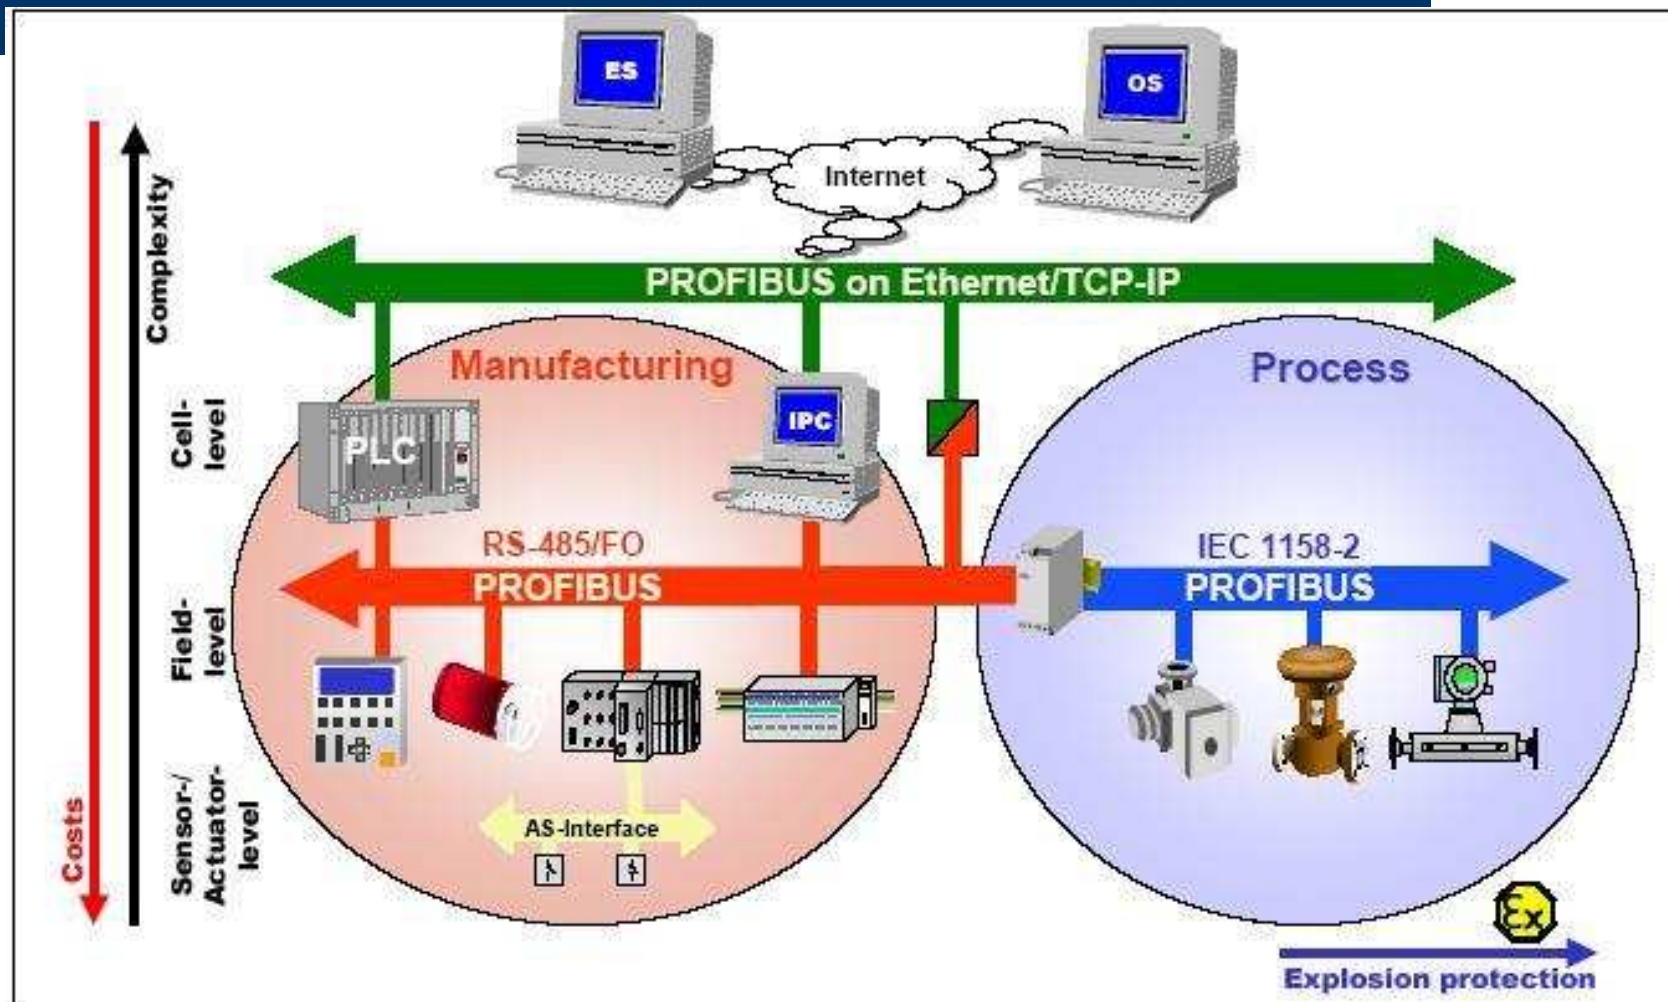 ES
OS
Internet
PROFIBUS on Ethernet/TCP-IP
Complexity
Manufacturing
Process
Cell-
level
PLC
IPC
RS-485/FO
PROFIBUS
IEC 1158-2
PROFIBUS
Field-
level
Sensor-/
Actuator-
level
AS-Interface
Costs
Ex
Explosion protection